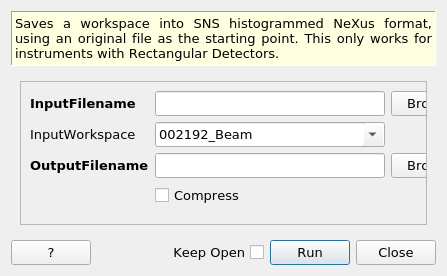 Saves a workspace into SNS histogrammed NeXus format,
using an original file as the starting point. This only works for
instruments with Rectangular Detectors.
InputFilename Bro
InputWorkspace 002192_Beam
OutputFilename Bro
Compress
? Keep Open Run Close